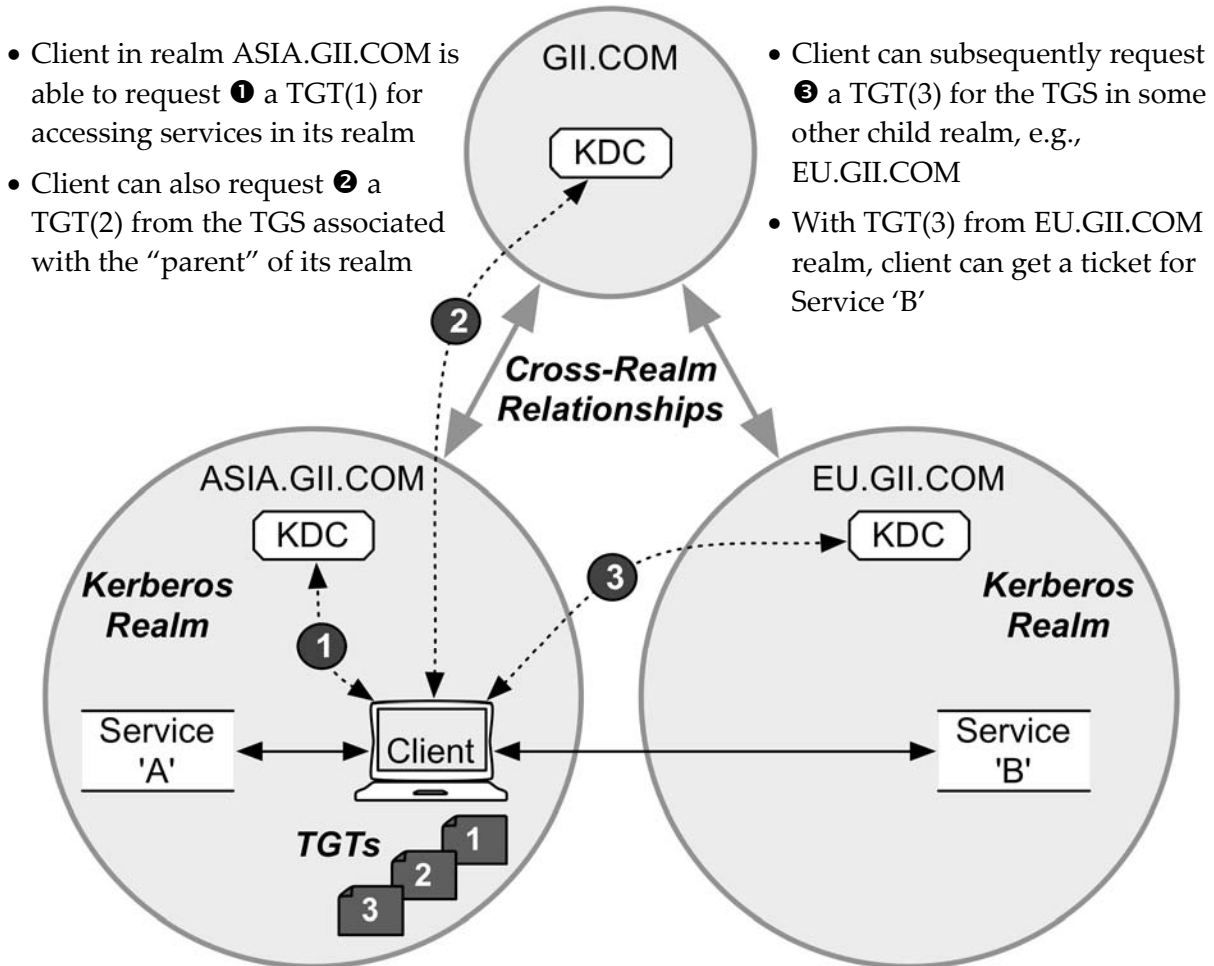 • Client in realm ASIA.GII.COM is
able to request ❶ a TGT(1) for
accessing services in its realm
• Client can also request ❷ a
TGT(2) from the TGS associated
with the “parent” of its realm
GII.COM
KDC
• Client can subsequently request
❸ a TGT(3) for the TGS in some
other child realm, e.g.,
EU.GII.COM
• With TGT(3) from EU.GII.COM
realm, client can get a ticket for
Service ‘B’
2
Cross-Realm
Relationships
ASIA.GII.COM
KDC
Kerberos
Realm
1
3
EU.GII.COM
KDC
Kerberos
Realm
Service
'A'
Client
Service
'B'
TGTs
1
2
3